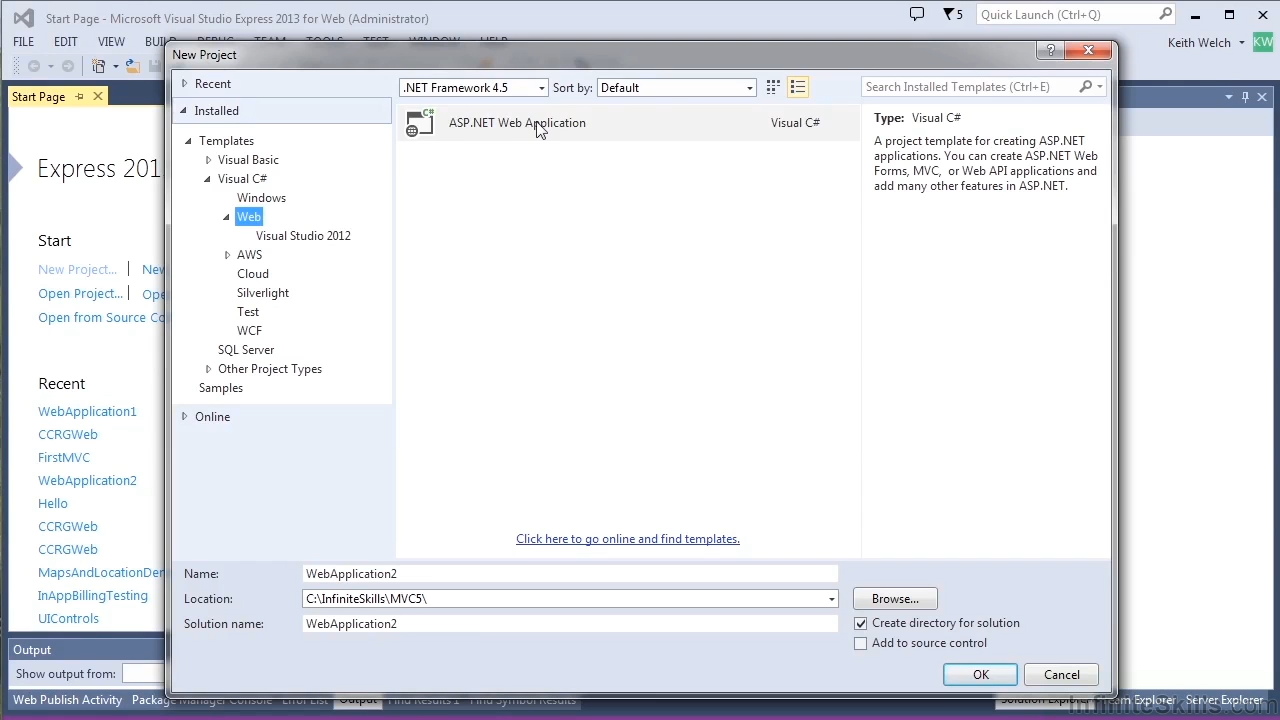 Start Page - Microsoft Visual Studio Express 2013 for Web (Administrator)
5
Quick Launch (Ctrl+Q)
FILE EDIT VIEW
Keith Welch
KW
New Project
Start Page
Recent
Installed
.NET Framework 4.5
Sort by:
Default
Search Installed Templates (Ctrl+E)
Templates
Visual Basic
Visual C#
Windows
Web
Visual Studio 2012
AWS
Cloud
Silverlight
Test
WCF
SQL Server
Other Project Types
Samples
Online
C#
ASP.NET Web Application
Visual C#
Type: Visual C#
A project template for creating ASP.NET
applications. You can create ASP.NET Web
Forms, MVC, or Web API applications and
add many other features in ASP.NET.
Express 201
Start
New Project...
Open Project...
Open from Source
Recent
WebApplication1
CCRGWeb
FirstMVC
WebApplication2
Hello
CCRGWeb
CCRGWeb
InAppBillingTesting
UIControls
Click here to go online and find templates.
Name:
WebApplication2
Location:
C:\InfiniteSkills\MVC5\
Browse...
Solution name:
WebApplication2
Create directory for solution
Add to source control
OK
Cancel
Output
Show output from:
Web Publish Activity
Package Manager Console
Error List
Output
Find Results 1
Find Symbol Results
Solution Explorer
Team Explorer
Server Explorer
InfiniteSkills.com